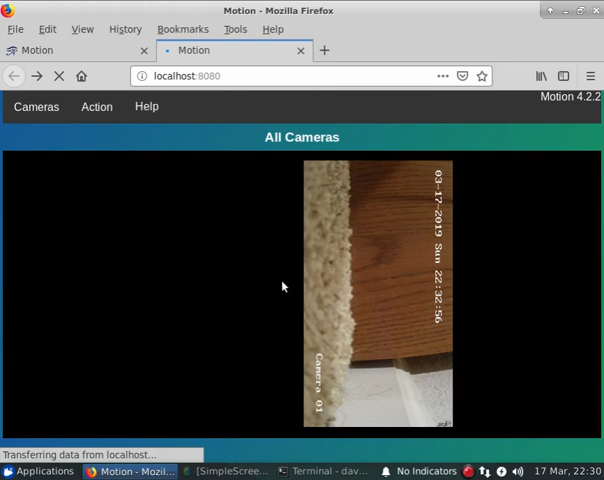 Motion - Mozilla Firefox
File Edit View History Bookmarks Tools Help
Motion
Motion
localhost:8080
Motion 4.2.2
Cameras Action Help
All Cameras
03-17-2019 Sun 22:32:56
Camera 01
Transferring data from localhost...
Applications Motion - Mozil... [SimpleScree... Terminal - dav... No Indicators 17 Mar, 22:30